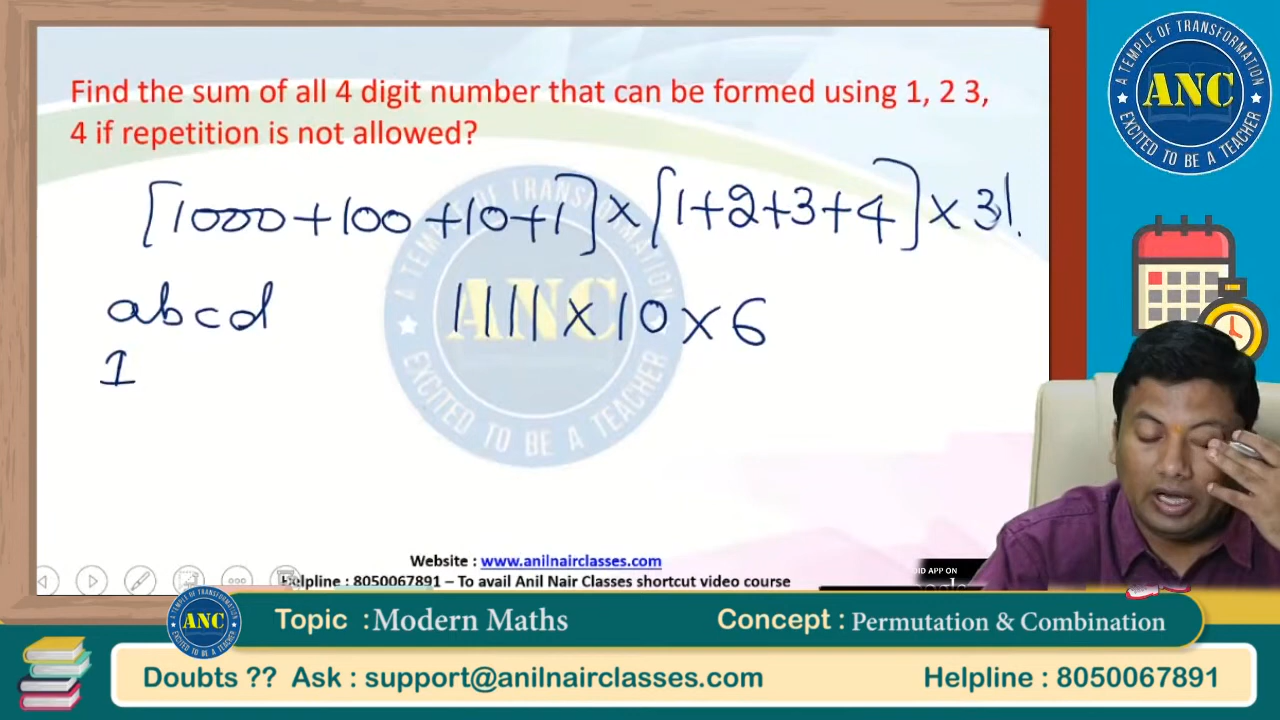 Find the sum of all 4 digit number that can be formed using 1, 2 3,
4 if repetition is not allowed?
[1000+100+10+1]×[1+2+3+4]×3!
abcd 1111×10×6
1
A TEMPLE OF TRANSFORMATION
ANC
EXCITED TO BE A TEACHER
Website : www.anilnairclasses.com
Helpline : 8050067891 – To avail Anil Nair Classes shortcut video course
ANC
Topic : Modern Maths
Concept : Permutation & Combination
Doubts ?? Ask : support@anilnairclasses.com
Helpline : 8050067891